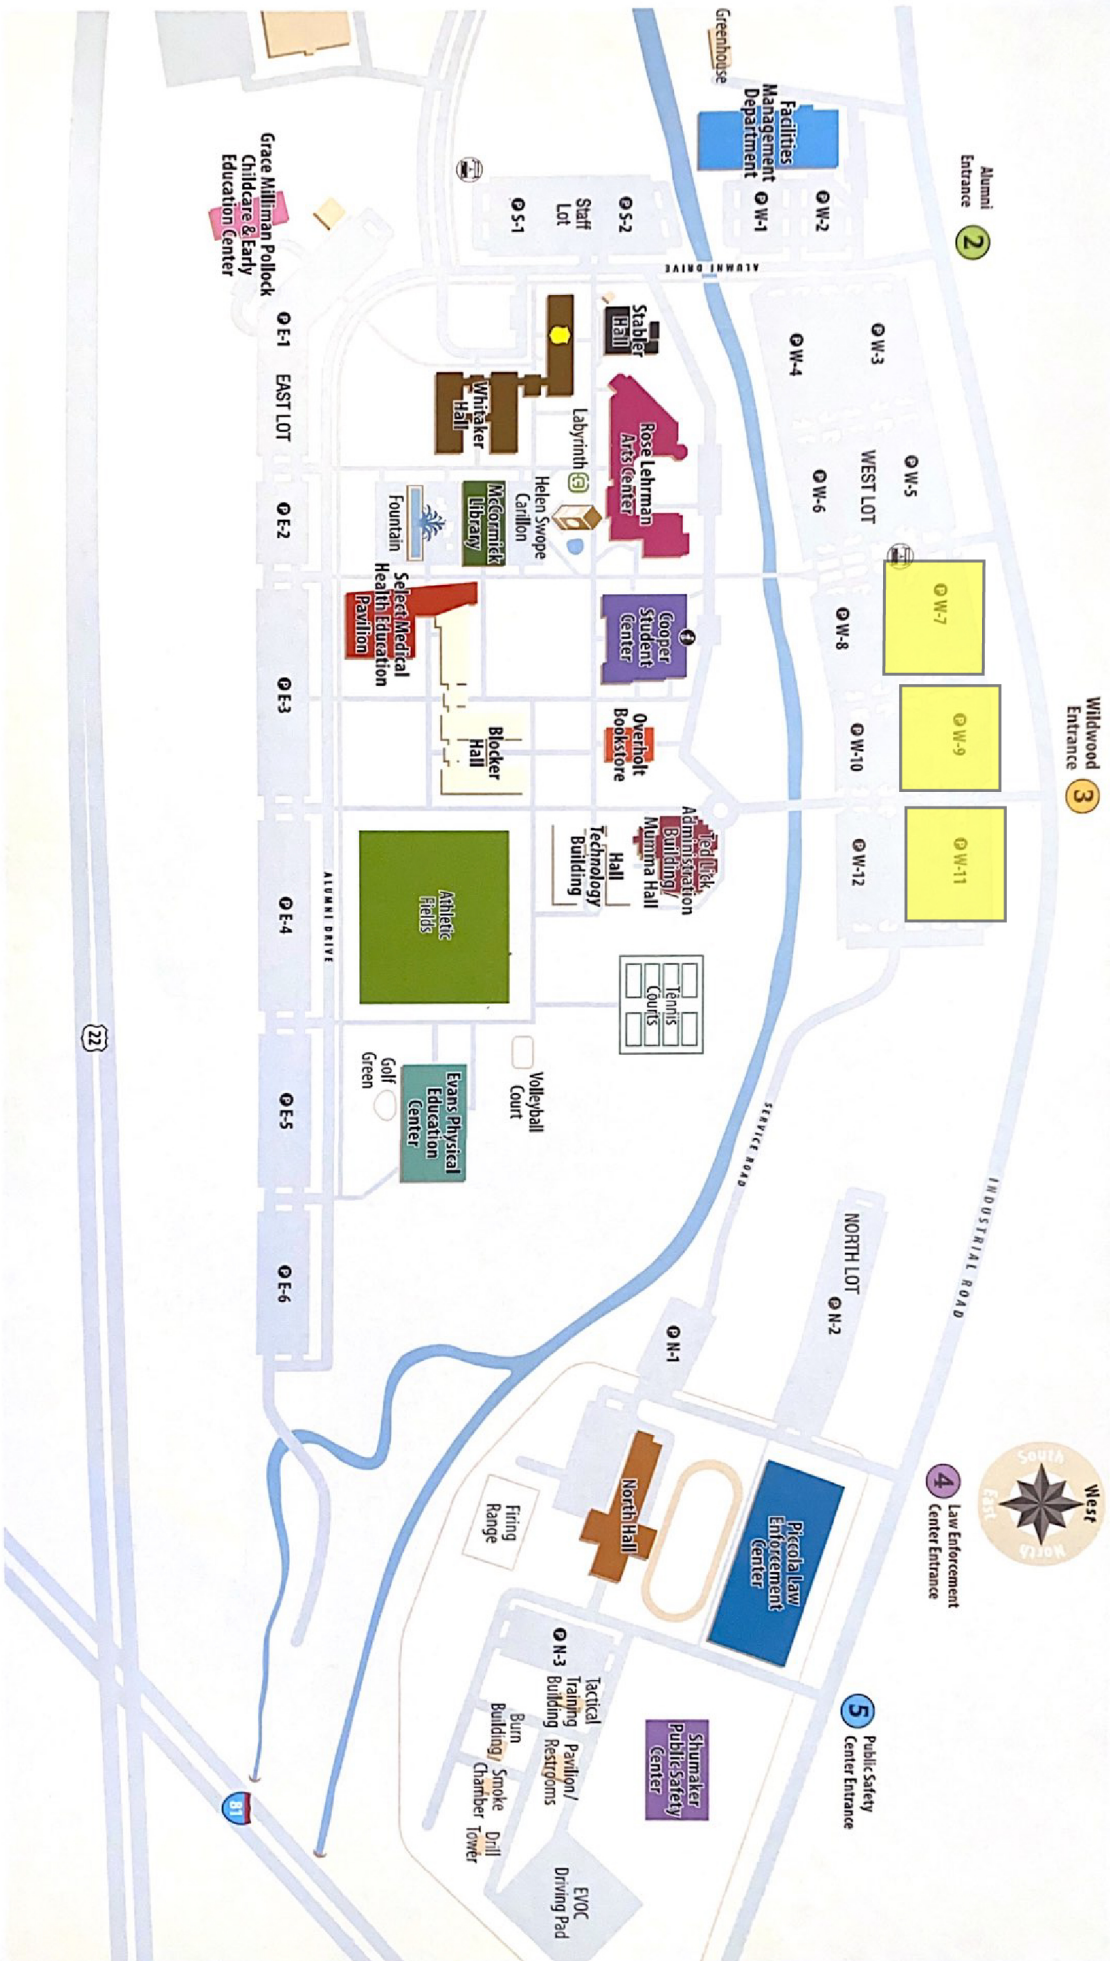 Greenhouse
Facilities
Management
Department
Alumni
Entrance
2
P W-1
P W-2
P S-1
Staff
Lot
P S-2
ALUMNI DRIVE
Grace Milliman Pollock
Childcare & Early
Education Center
P E-1
EAST LOT
P E-2
P E-3
P E-4
P E-5
P E-6
Stabler
Hall
Whitaker
Hall
Labyrinth
Rose Lehrman
Arts Center
Helen Swope
Carillon
McCormick
Library
Fountain
P W-3
P W-4
P W-5
WEST LOT
P W-6
P W-7
P W-8
P W-9
P W-10
P W-11
P W-12
Wildwood
Entrance
3
Select Medical
Health Education
Pavilion
Cooper
Student
Center
Blocker
Hall
Overholt
Bookstore
Ted Lick
Administration
Building/
Mumma Hall
Hall
Technology
Building
Athletic
Fields
ALUMNI DRIVE
Tennis
Courts
Volleyball
Court
Golf
Green
Evans Physical
Education
Center
22
SERVICE ROAD
INDUSTRIAL ROAD
NORTH LOT
P N-2
P N-1
West
South
North
East
4
Law Enforcement
Center Entrance
North Hall
Firing
Range
Piccola Law
Enforcement
Center
P N-3
Tactical
Training
Building
Pavilion/
Restrooms
Burn
Building/
Smoke
Chamber
Drill
Tower
Shumaker
Public Safety
Center
5
Public Safety
Center Entrance
EVOC
Driving Pad
81